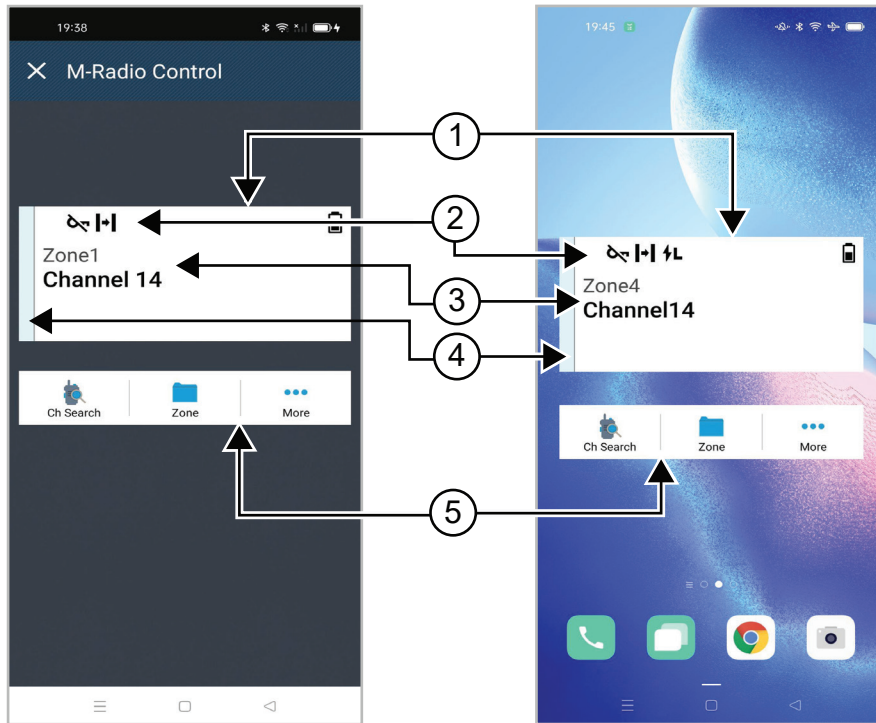 19:38
M-Radio Control
Zone1
Channel 14
Ch Search
Zone
More
1
2
3
4
5
19:45
L
Zone4
Channel14
Ch Search
Zone
More